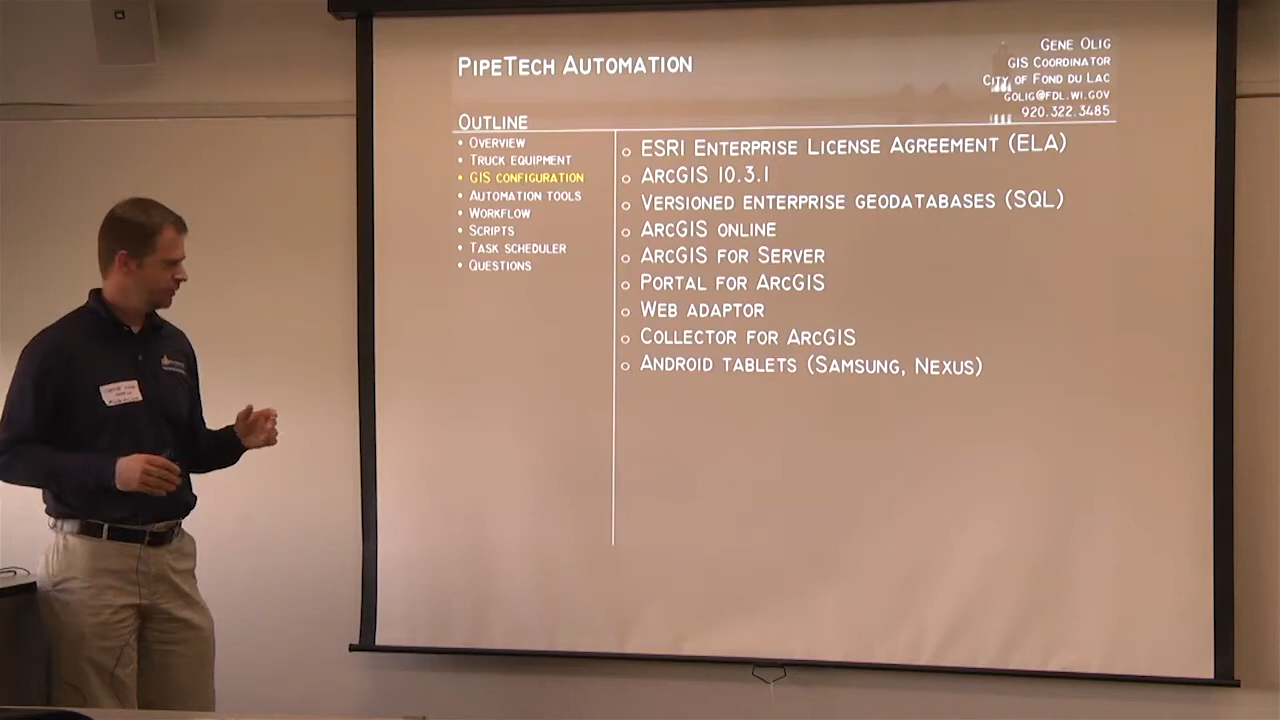 PipeTech Automation
Gene Olig
GIS Coordinator
City of Fond du Lac
golig@fdl.wi.gov
920.322.3485
Outline
• Overview
• Truck equipment
• GIS configuration
• Automation tools
• Workflow
• Scripts
• Task scheduler
• Questions
o ESRI Enterprise License Agreement (ELA)
o ArcGIS 10.3.1
o Versioned enterprise geodatabases (SQL)
o ArcGIS online
o ArcGIS for Server
o Portal for ArcGIS
o Web adaptor
o Collector for ArcGIS
o Android tablets (Samsung, Nexus)